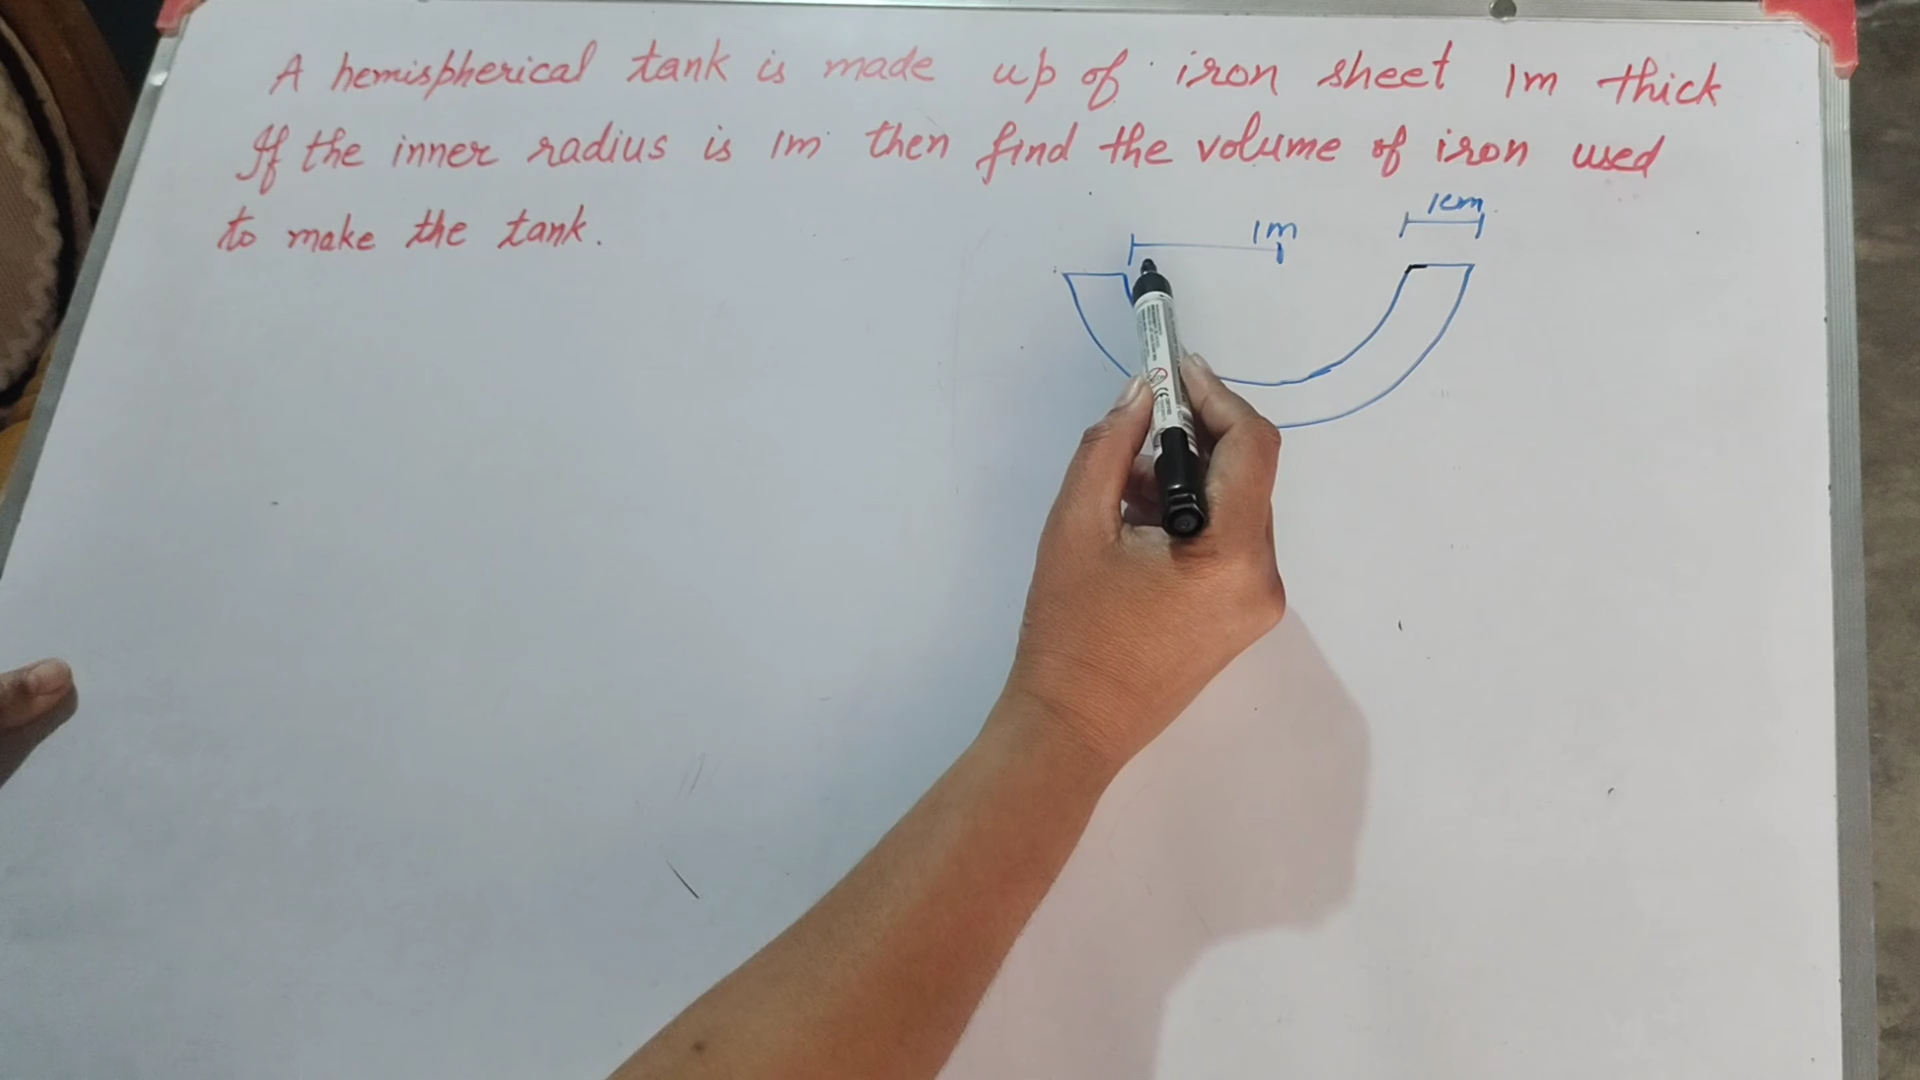 A hemispherical tank is made up of iron sheet 1m thick
If the inner radius is 1m then find the volume of iron used
to make the tank.
1cm
1m